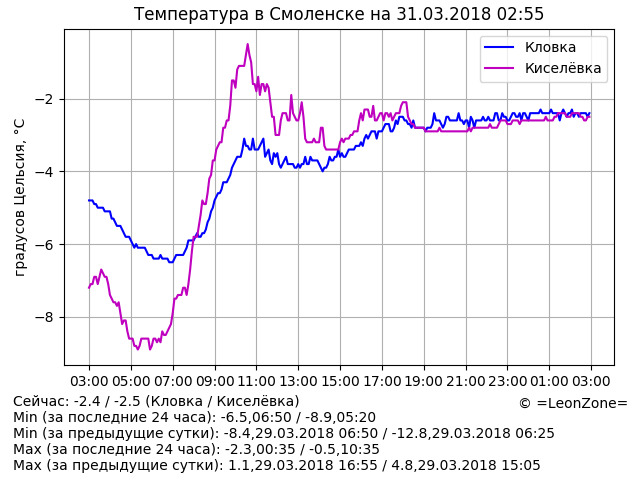 Температура в Смоленске на 31.03.2018 02:55
Кловка
Киселёвка
градусов Цельсия, °C
−2
−4
−6
−8
03:00 05:00 07:00 09:00 11:00 13:00 15:00 17:00 19:00 21:00 23:00 01:00 03:00
Сейчас: -2.4 / -2.5 (Кловка / Киселёвка)
© =LeonZone=
Min (за последние 24 часа): -6.5,06:50 / -8.9,05:20
Min (за предыдущие сутки): -8.4,29.03.2018 06:50 / -12.8,29.03.2018 06:25
Max (за последние 24 часа): -2.3,00:35 / -0.5,10:35
Max (за предыдущие сутки): 1.1,29.03.2018 16:55 / 4.8,29.03.2018 15:05